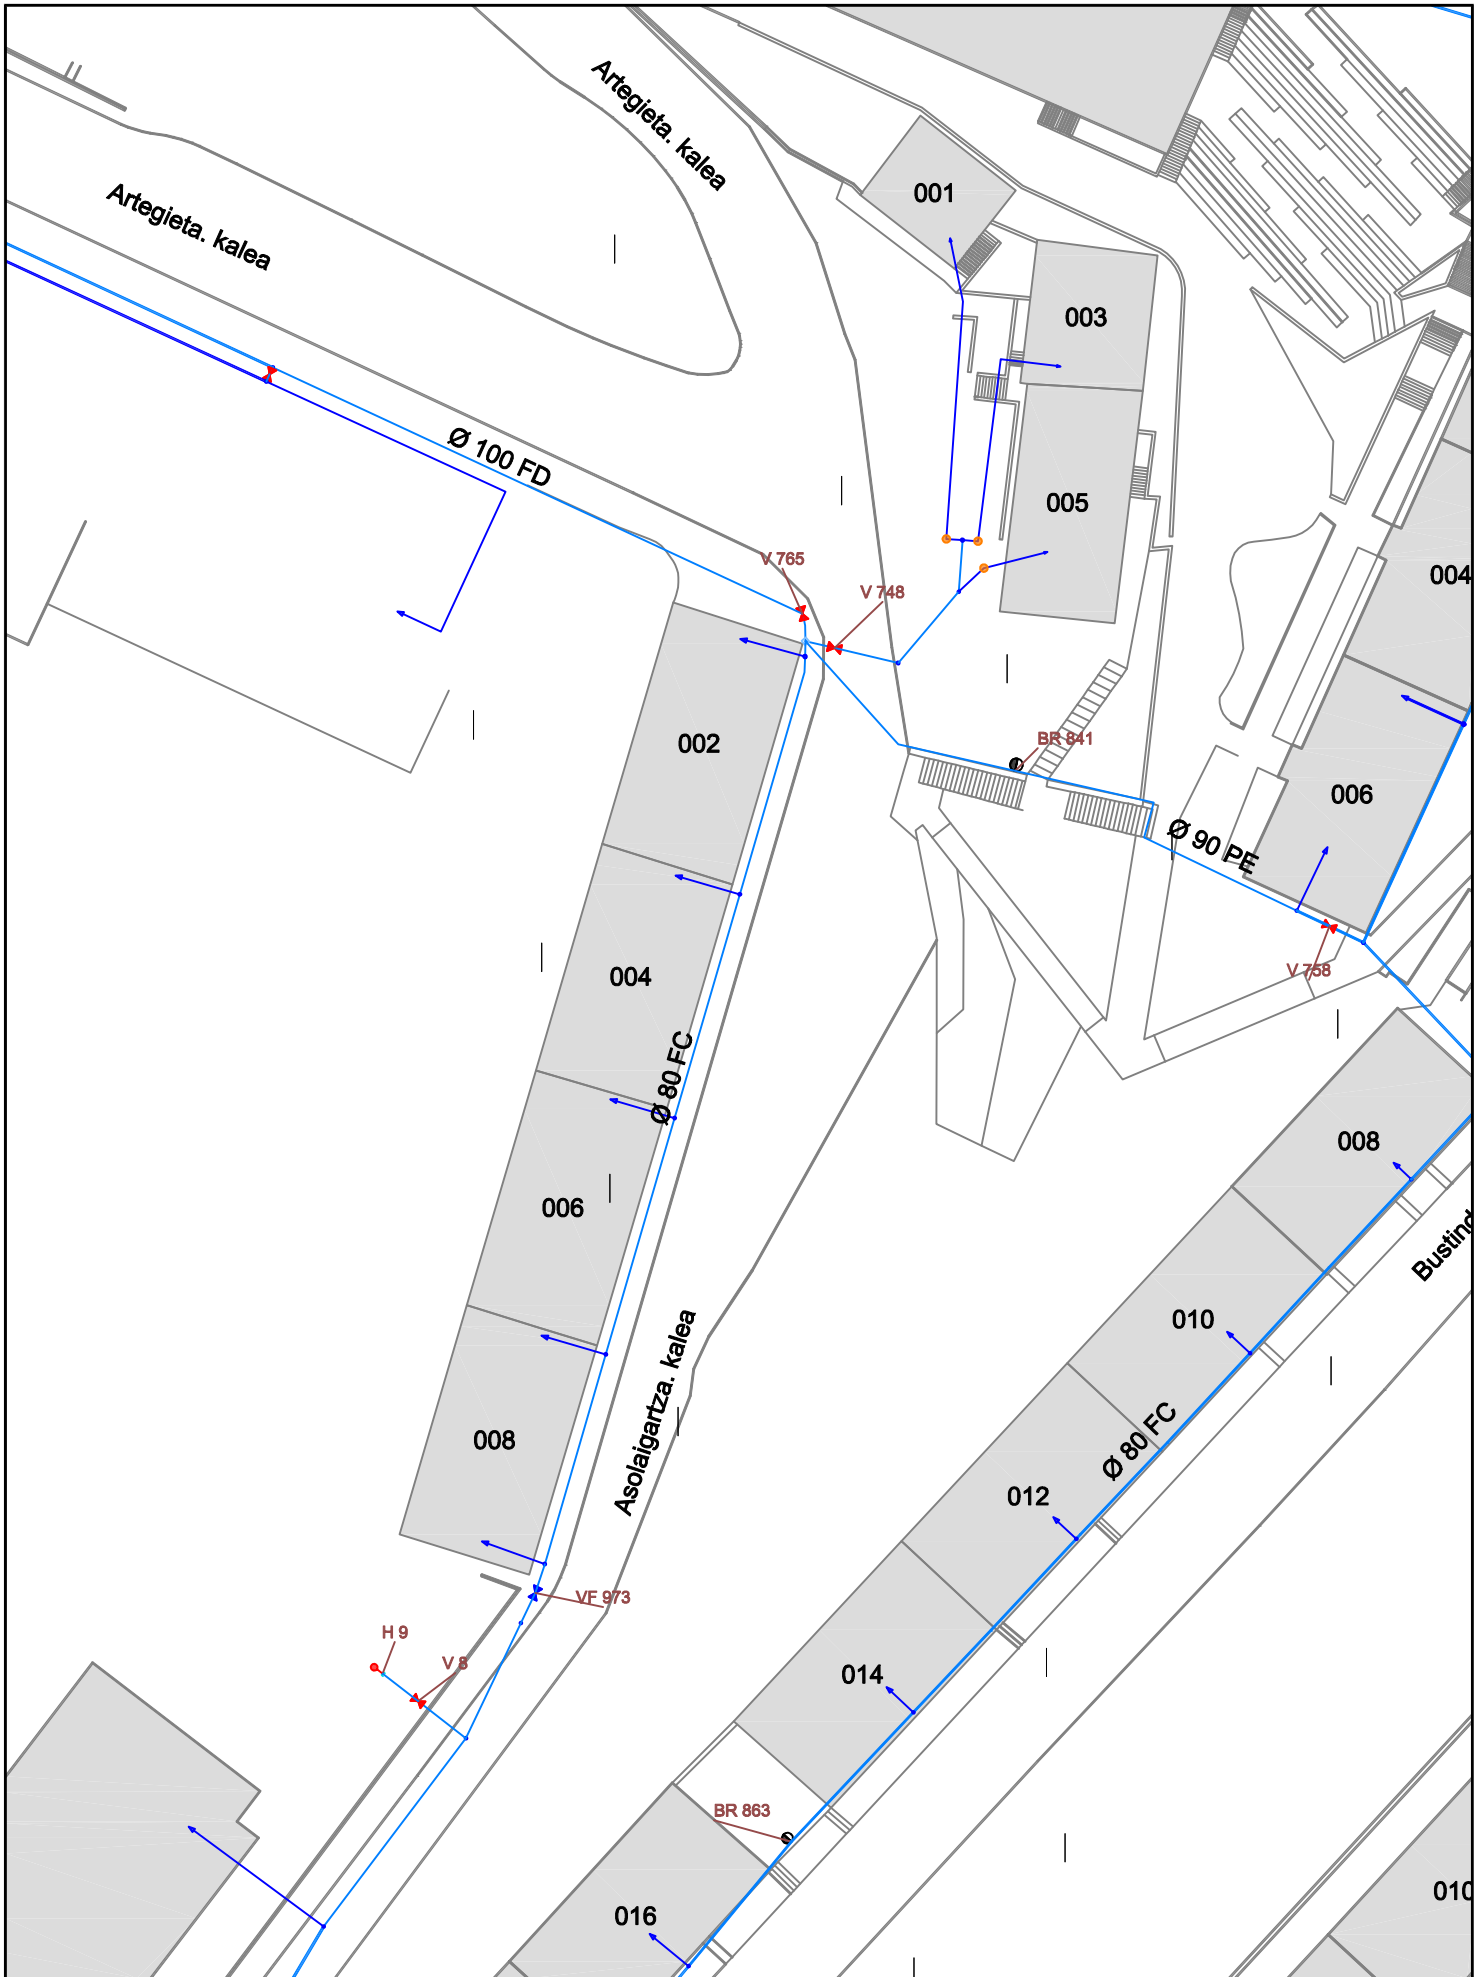 Artegieta. kalea
Artegieta. kalea
001
003
Ø 100 FD
005
V 765
V 748
004
002
BR 841
006
Ø 90 PE
004
V 758
Ø 80 FC
008
006
Bustind
010
Asolaigartza. kalea
008
Ø 80 FC
012
VF 973
H 9
V 8
014
BR 863
010
016